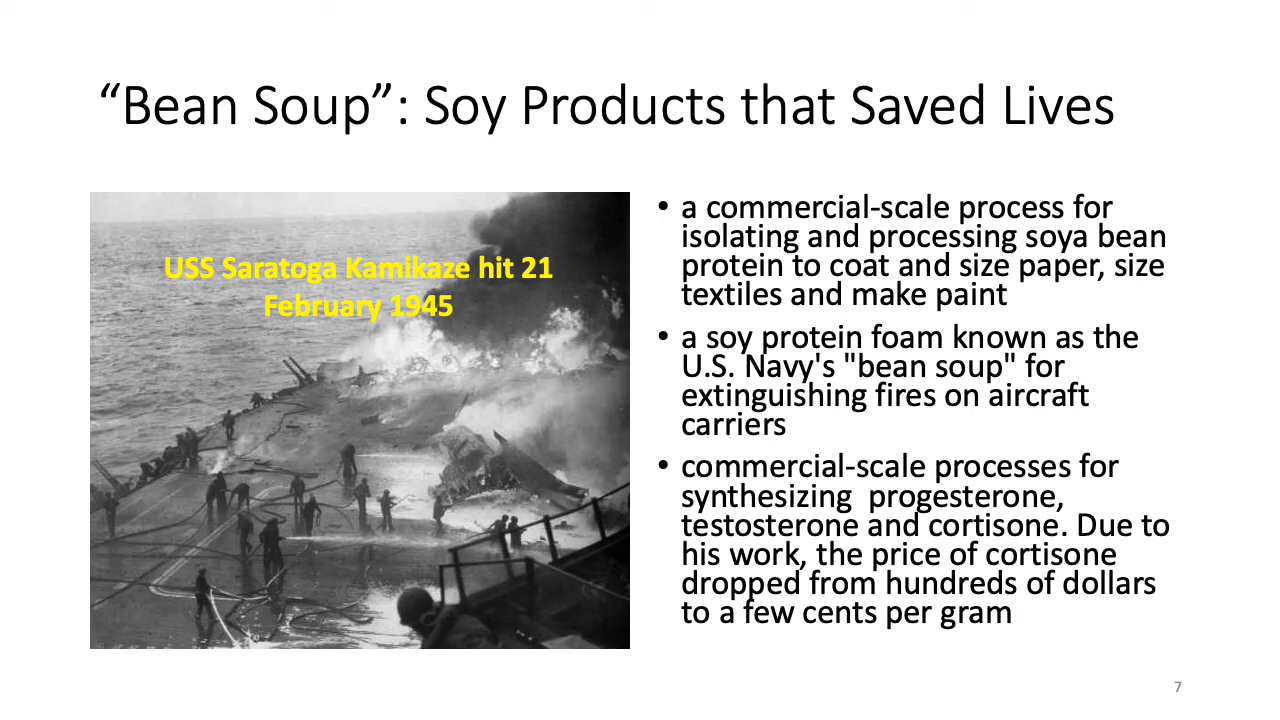 “Bean Soup”: Soy Products that Saved Lives
USS Saratoga Kamikaze hit 21
February 1945
• a commercial-scale process for
isolating and processing soya bean
protein to coat and size paper, size
textiles and make paint
• a soy protein foam known as the
U.S. Navy's "bean soup" for
extinguishing fires on aircraft
carriers
• commercial-scale processes for
synthesizing  progesterone,
testosterone and cortisone. Due to
his work, the price of cortisone
dropped from hundreds of dollars
to a few cents per gram
7